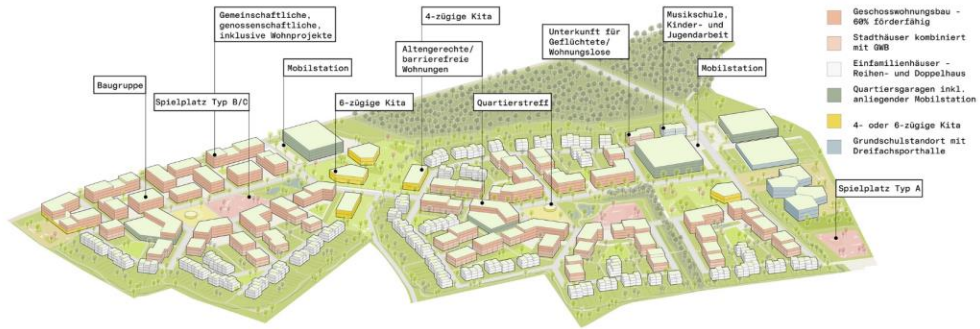 Gemeinschaftliche,
genossenschaftliche,
inklusive Wohnprojekte
4-zügige Kita
Musikschule,
Kinder- und
Jugendarbeit
Altengerechte/
barrierefreie
Wohnungen
Unterkunft für
Geflüchtete/
Wohnungslose
Mobilstation
Mobilstation
Baugruppe
Spielplatz Typ B/C
6-zügige Kita
Quartierstreff
Spielplatz Typ A
Geschosswohnungsbau -
60% förderfähig
Stadthäuser kombiniert
mit GWB
Einfamilienhäuser -
Reihen- und Doppelhaus
Quartiersgaragen inkl.
anliegender Mobilstation
4- oder 6-zügige Kita
Grundschulstandort mit
Dreifachsporthalle